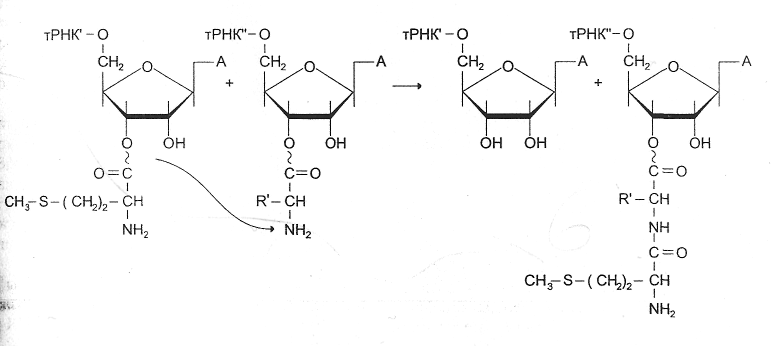 тРНК'–О тРНК''–О тРНК'–О тРНК''–О
CH₂ O A + CH₂ O A → CH₂ O A + CH₂ O A
O OH O OH OH OH O OH
O=C C=O C=O
CH₃–S–(CH₂)₂–CH R'–CH R'–CH
NH₂ NH₂ NH
C=O
CH₃–S–(CH₂)₂–CH
NH₂